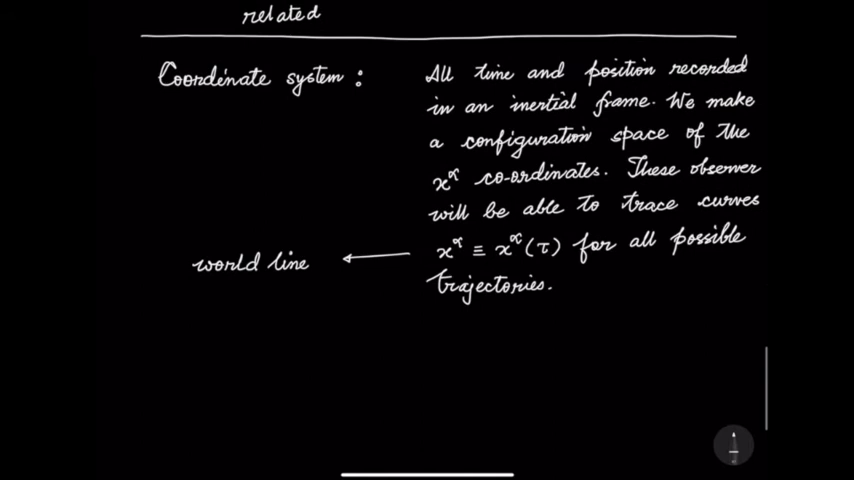 related
Coordinate system :
All time and position recorded
in an inertial frame. We make
a configuration space of the
x^α co-ordinates. These observer
will be able to trace curves
x^α ≡ x^α (τ) for all possible
trajectories.
world line